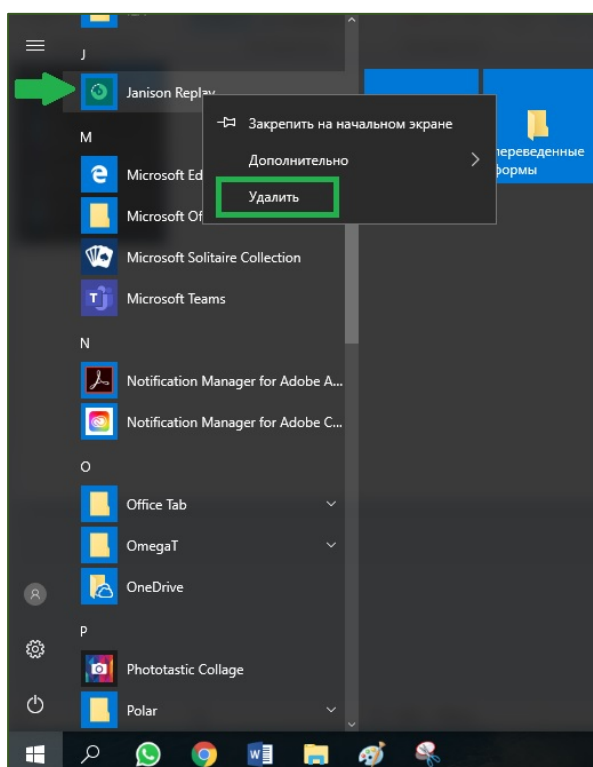 J
Janison Replay
Закрепить на начальном экране
Дополнительно
Удалить
переведенные
формы
M
Microsoft Ed
Microsoft Of
Microsoft Solitaire Collection
Microsoft Teams
N
Notification Manager for Adobe A...
Notification Manager for Adobe C...
O
Office Tab
OmegaT
OneDrive
P
Phototastic Collage
Polar